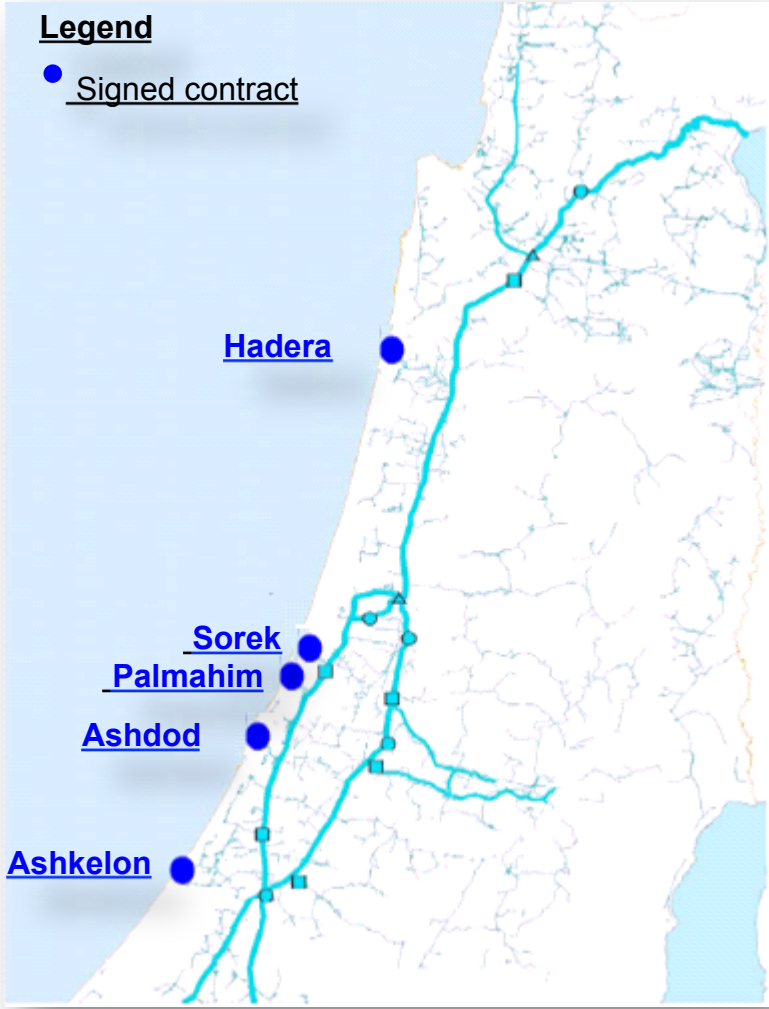 Legend
Signed contract
Hadera
Sorek
Palmahim
Ashdod
Ashkelon